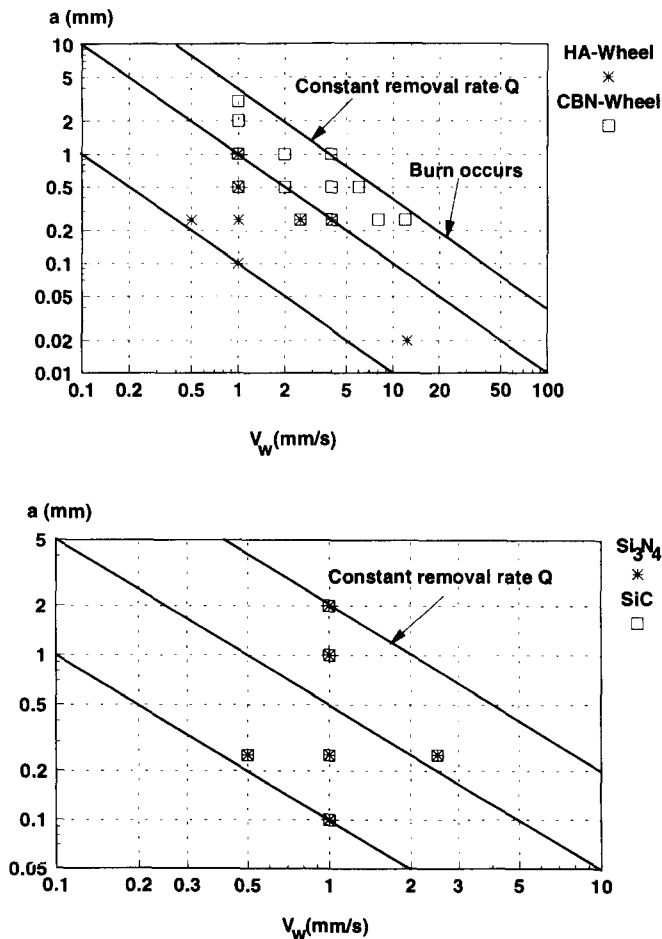 a (mm)
10
5
2
1
0.5
0.2
0.1
0.05
0.02
0.01
0.1 0.2 0.5 1 2 5 10 20 50 100
V_w(mm/s)
Constant removal rate Q
Burn occurs
HA-Wheel
CBN-Wheel
a (mm)
5
2
1
0.5
0.2
0.1
0.05
0.1 0.2 0.3 0.5 1 2 3 5 10
V_w(mm/s)
Constant removal rate Q
Si3N4
SiC